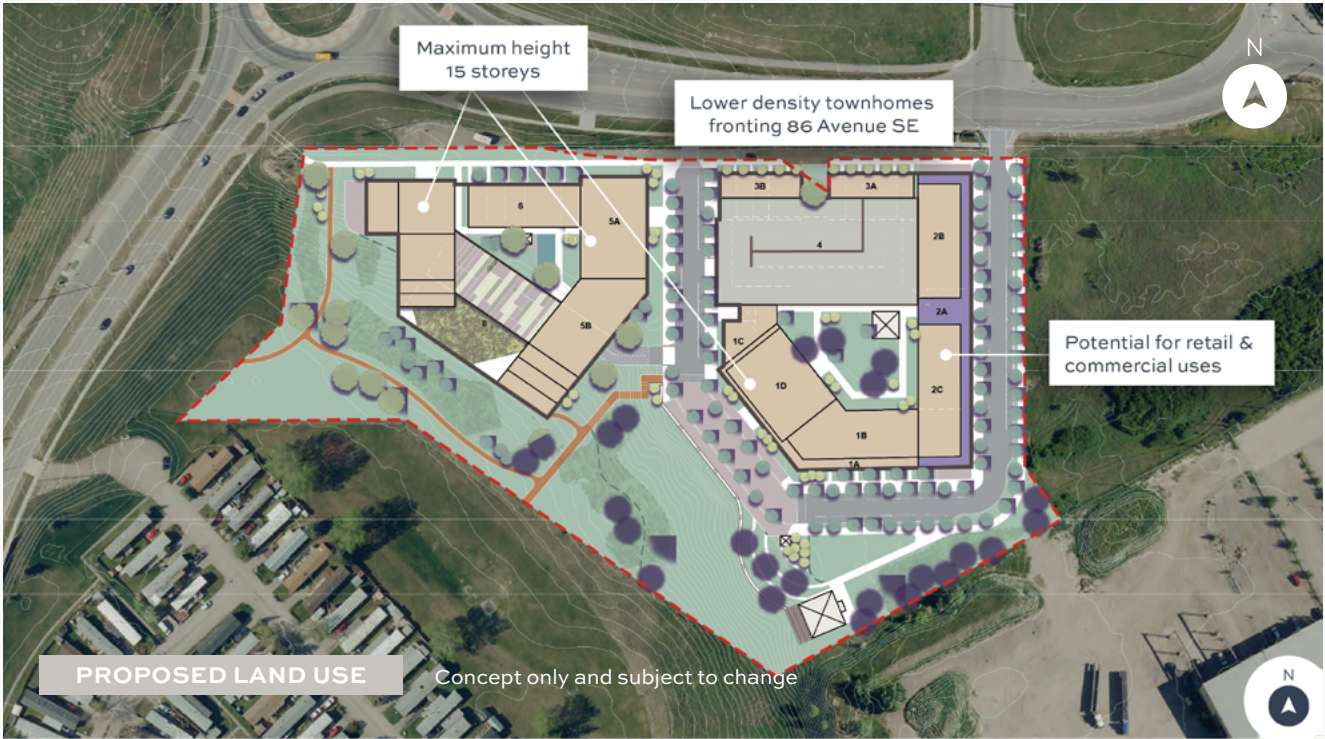 Maximum height
15 storeys
N
Lower density townhomes
fronting 86 Avenue SE
3B
3A
6
5A
2B
4
2A
5B
8
1C
Potential for retail &
commercial uses
1D
2C
1B
1A
PROPOSED LAND USE
Concept only and subject to change
N